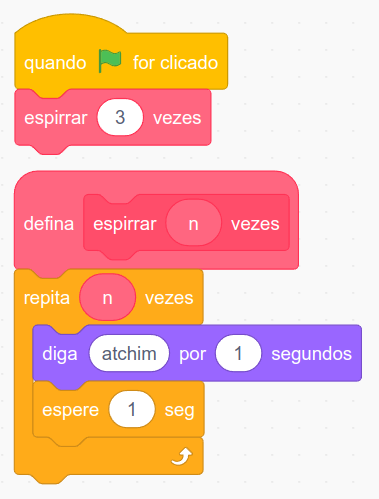 quando for clicado
espirrar 3 vezes
defina espirrar n vezes
repita n vezes
diga atchim por 1 segundos
espere 1 seg